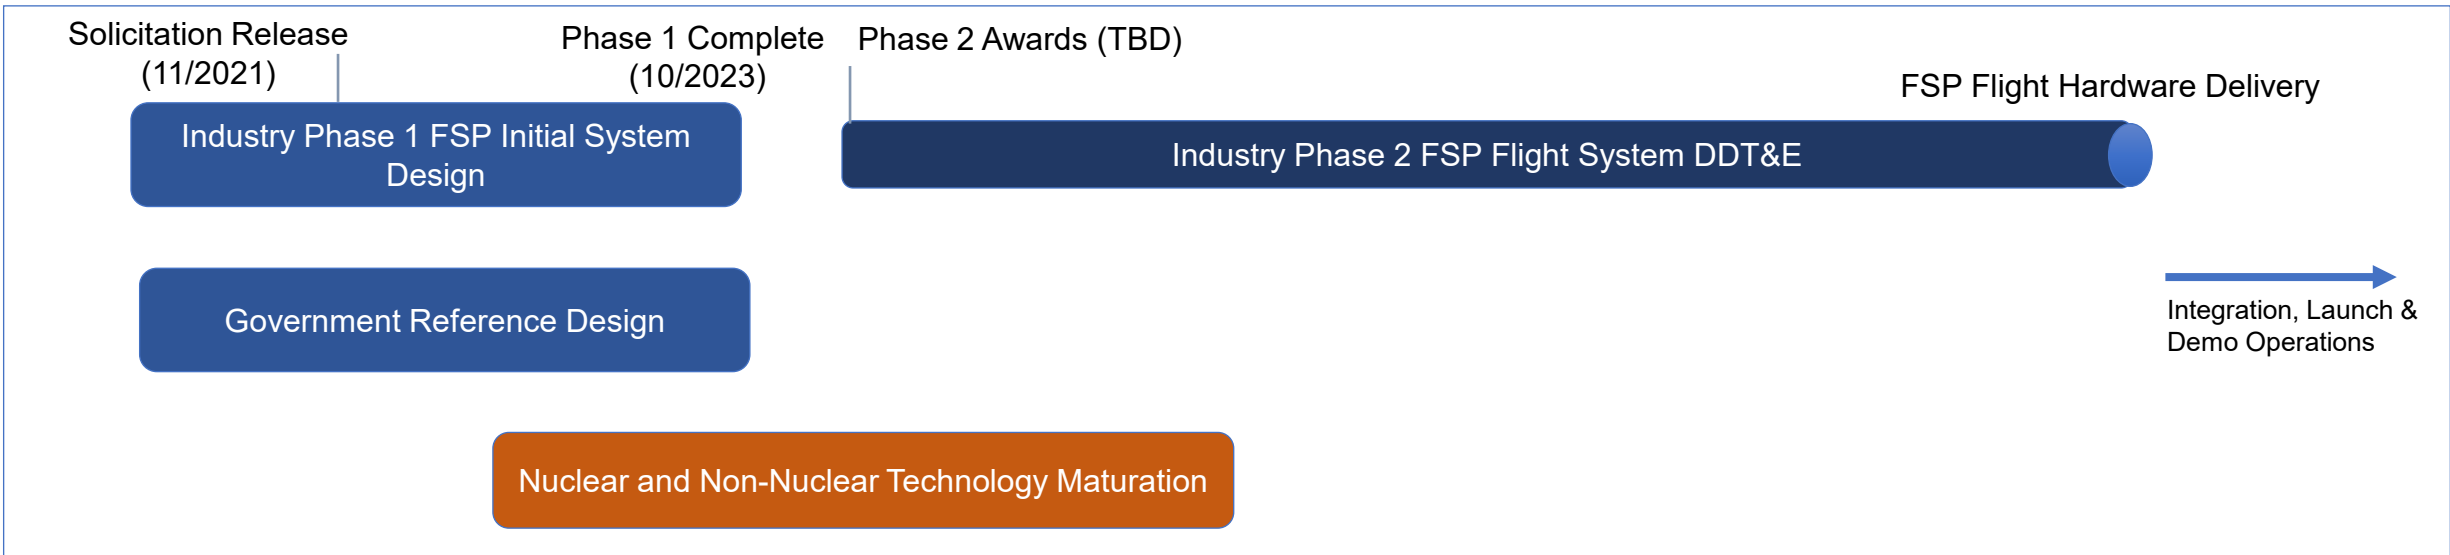 Solicitation Release
(11/2021)
Phase 1 Complete
(10/2023)
Phase 2 Awards (TBD)
FSP Flight Hardware Delivery
Industry Phase 1 FSP Initial System
Design
Industry Phase 2 FSP Flight System DDT&E
Government Reference Design
Integration, Launch &
Demo Operations
Nuclear and Non-Nuclear Technology Maturation